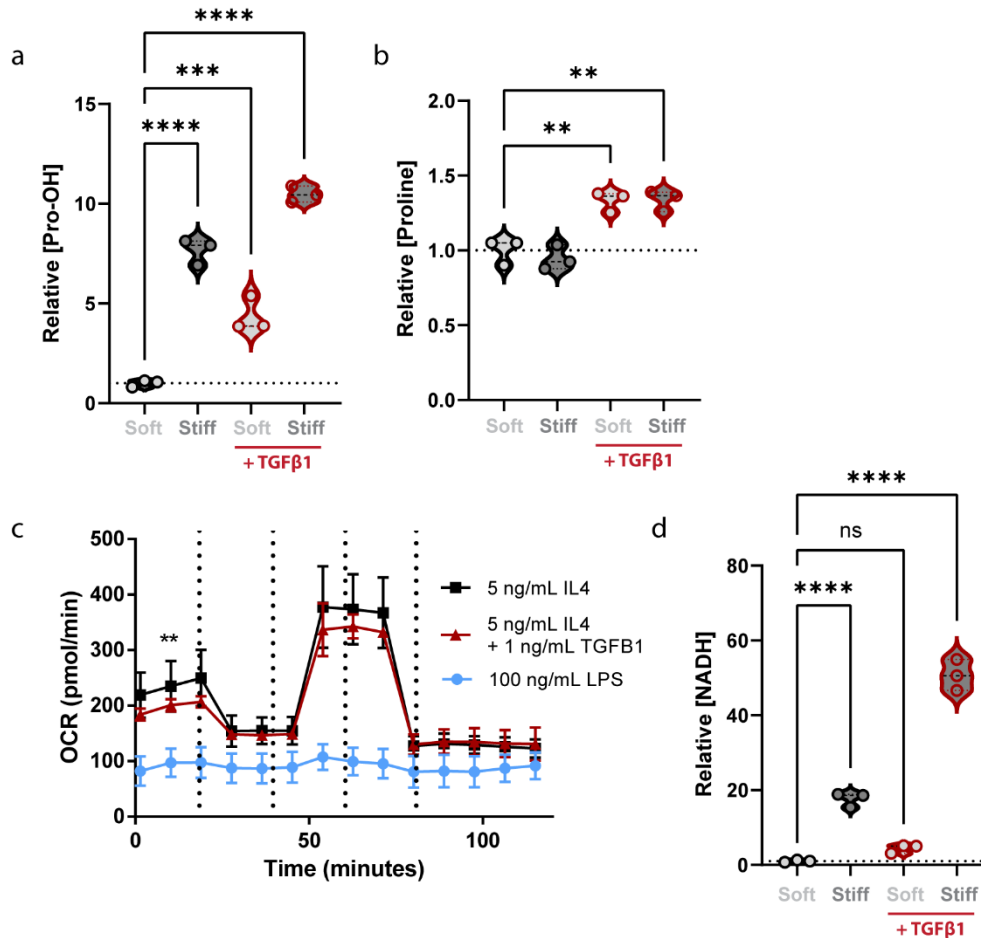 a
****
***
****
15
10
5
0
Relative [Pro-OH]
Soft Stiff Soft Stiff
+ TGFβ1
b
**
**
2.0
1.5
1.0
0.5
0.0
Relative [Proline]
Soft Stiff Soft Stiff
+ TGFβ1
c
500
400
300
200
100
0
OCR (pmol/min)
**
0 50 100
Time (minutes)
5 ng/mL IL4
5 ng/mL IL4
+ 1 ng/mL TGFB1
100 ng/mL LPS
d
****
ns
****
80
60
40
20
0
Relative [NADH]
Soft Stiff Soft Stiff
+ TGFβ1